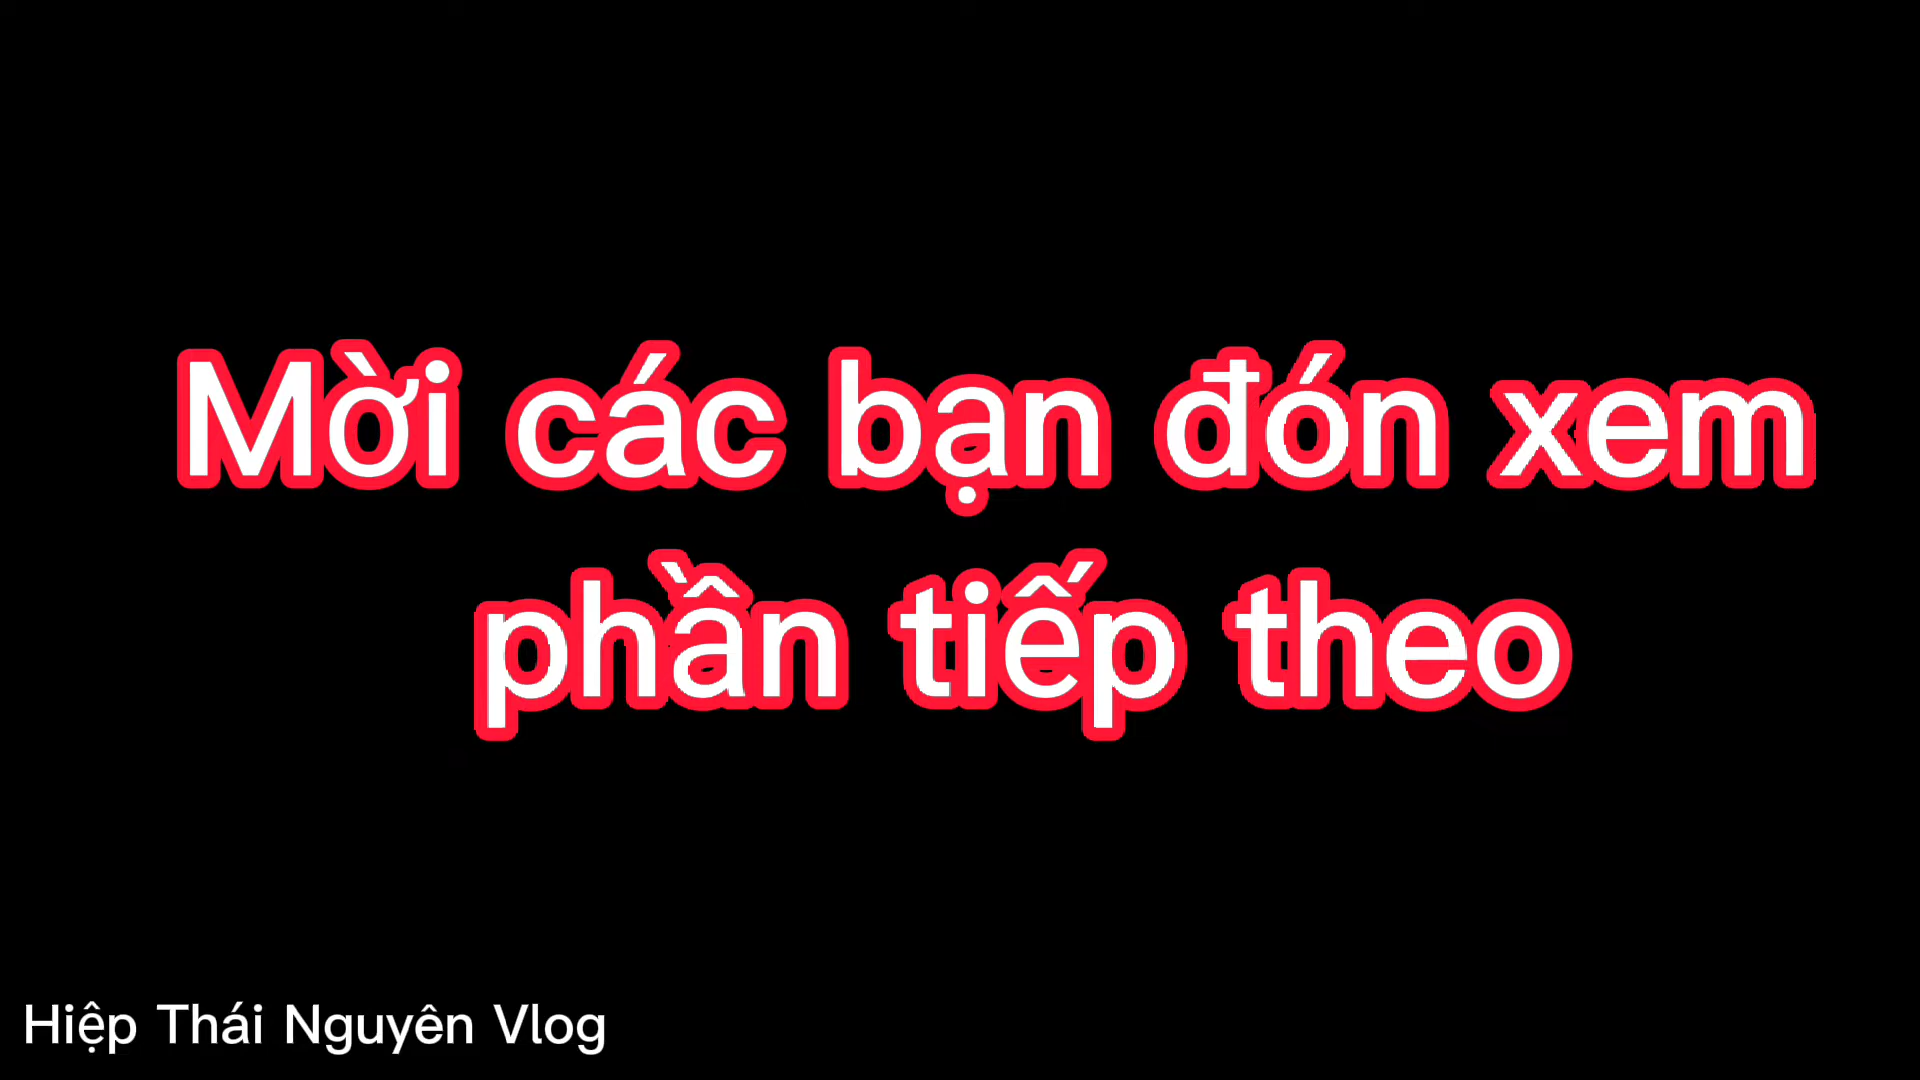 Mời các bạn đón xem
phần tiếp theo
Hiệp Thái Nguyên Vlog